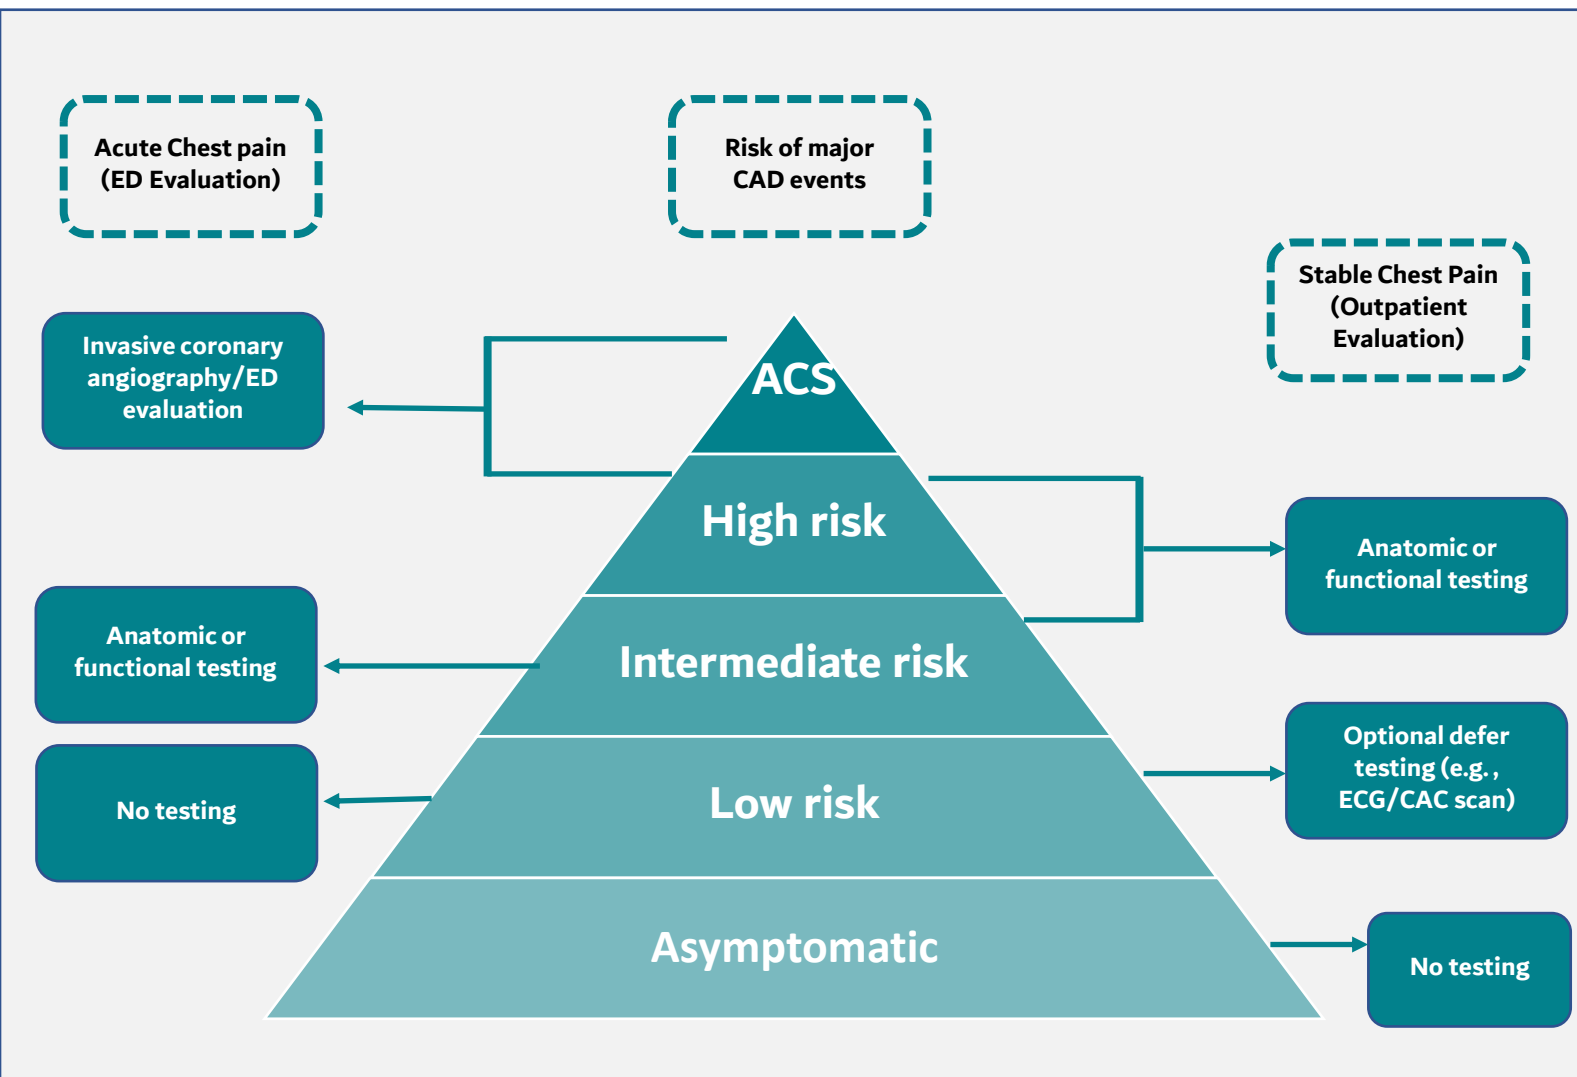 Acute Chest pain
(ED Evaluation)
Risk of major
CAD events
Stable Chest Pain
(Outpatient
Evaluation)
Invasive coronary
angiography/ED
evaluation
ACS
High risk
Anatomic or
functional testing
Anatomic or
functional testing
Intermediate risk
Optional defer
testing (e.g.,
ECG/CAC scan)
No testing
Low risk
Asymptomatic
No testing